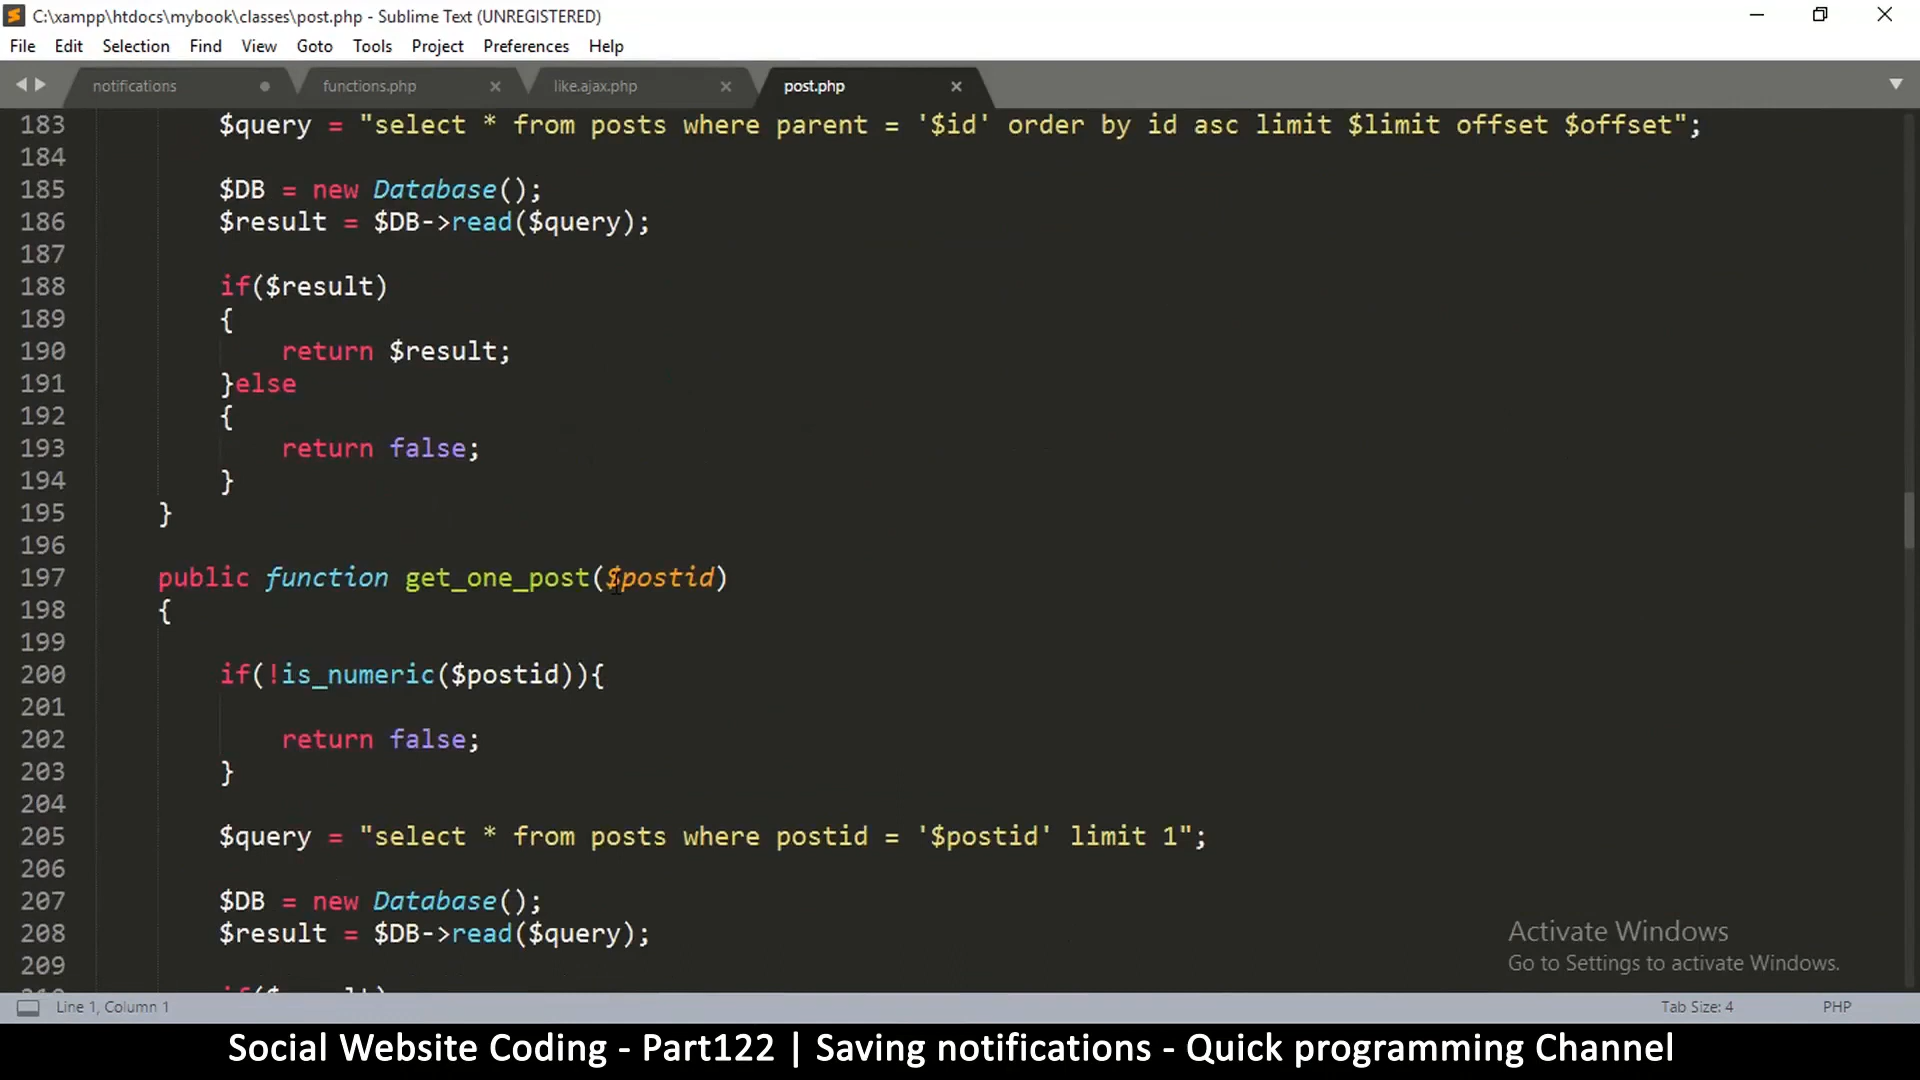 C:\xampp\htdocs\mybook\classes\post.php - Sublime Text (UNREGISTERED)
File Edit Selection Find View Goto Tools Project Preferences Help
notifications functions.php like.ajax.php post.php
183 $query = "select * from posts where parent = '$id' order by id asc limit $limit offset $offset";
184
185 $DB = new Database();
186 $result = $DB->read($query);
187
188 if($result)
189 {
190 return $result;
191 }else
192 {
193 return false;
194 }
195 }
196
197 public function get_one_post($postid)
198 {
199
200 if(!is_numeric($postid)){
201
202 return false;
203 }
204
205 $query = "select * from posts where postid = '$postid' limit 1";
206
207 $DB = new Database();
208 $result = $DB->read($query);
209
Activate Windows
Go to Settings to activate Windows.
Line 1, Column 1 Tab Size: 4 PHP
Social Website Coding - Part122 | Saving notifications - Quick programming Channel